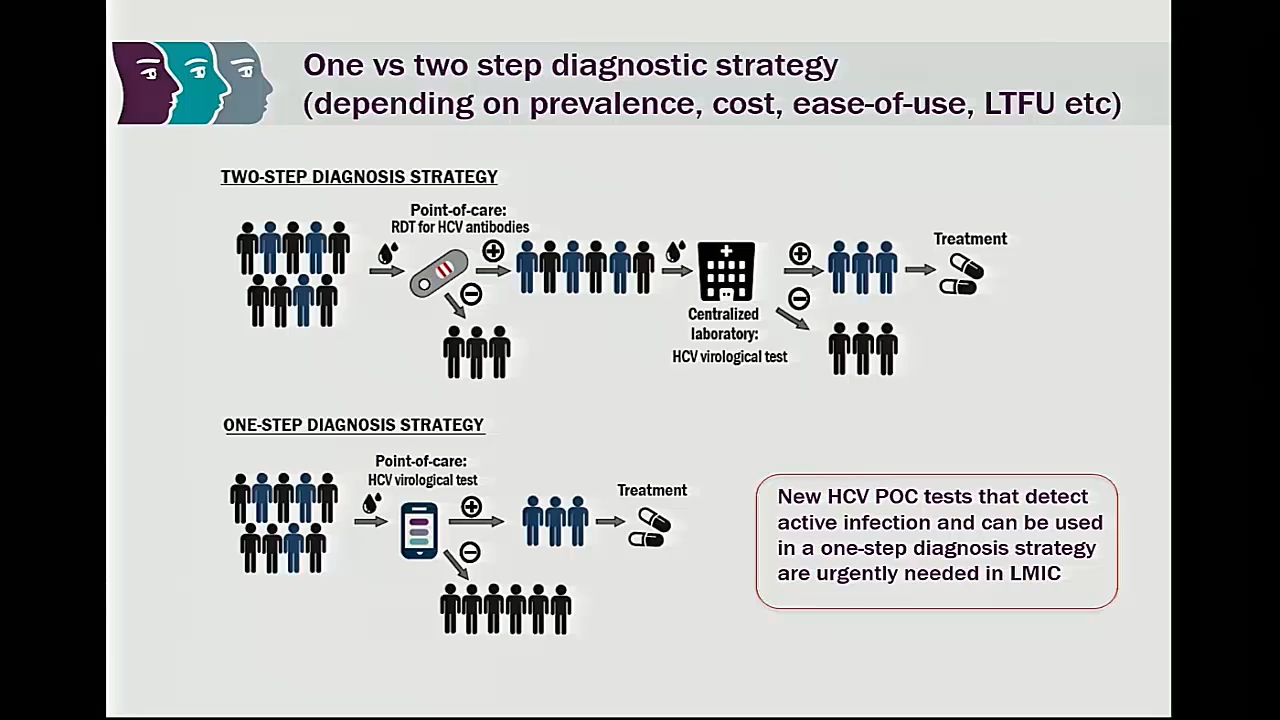 One vs two step diagnostic strategy
(depending on prevalence, cost, ease-of-use, LTFU etc)
TWO-STEP DIAGNOSIS STRATEGY
Point-of-care:
RDT for HCV antibodies
Centralized
laboratory:
HCV virological test
Treatment
ONE-STEP DIAGNOSIS STRATEGY
Point-of-care:
HCV virological test
Treatment
New HCV POC tests that detect
active infection and can be used
in a one-step diagnosis strategy
are urgently needed in LMIC